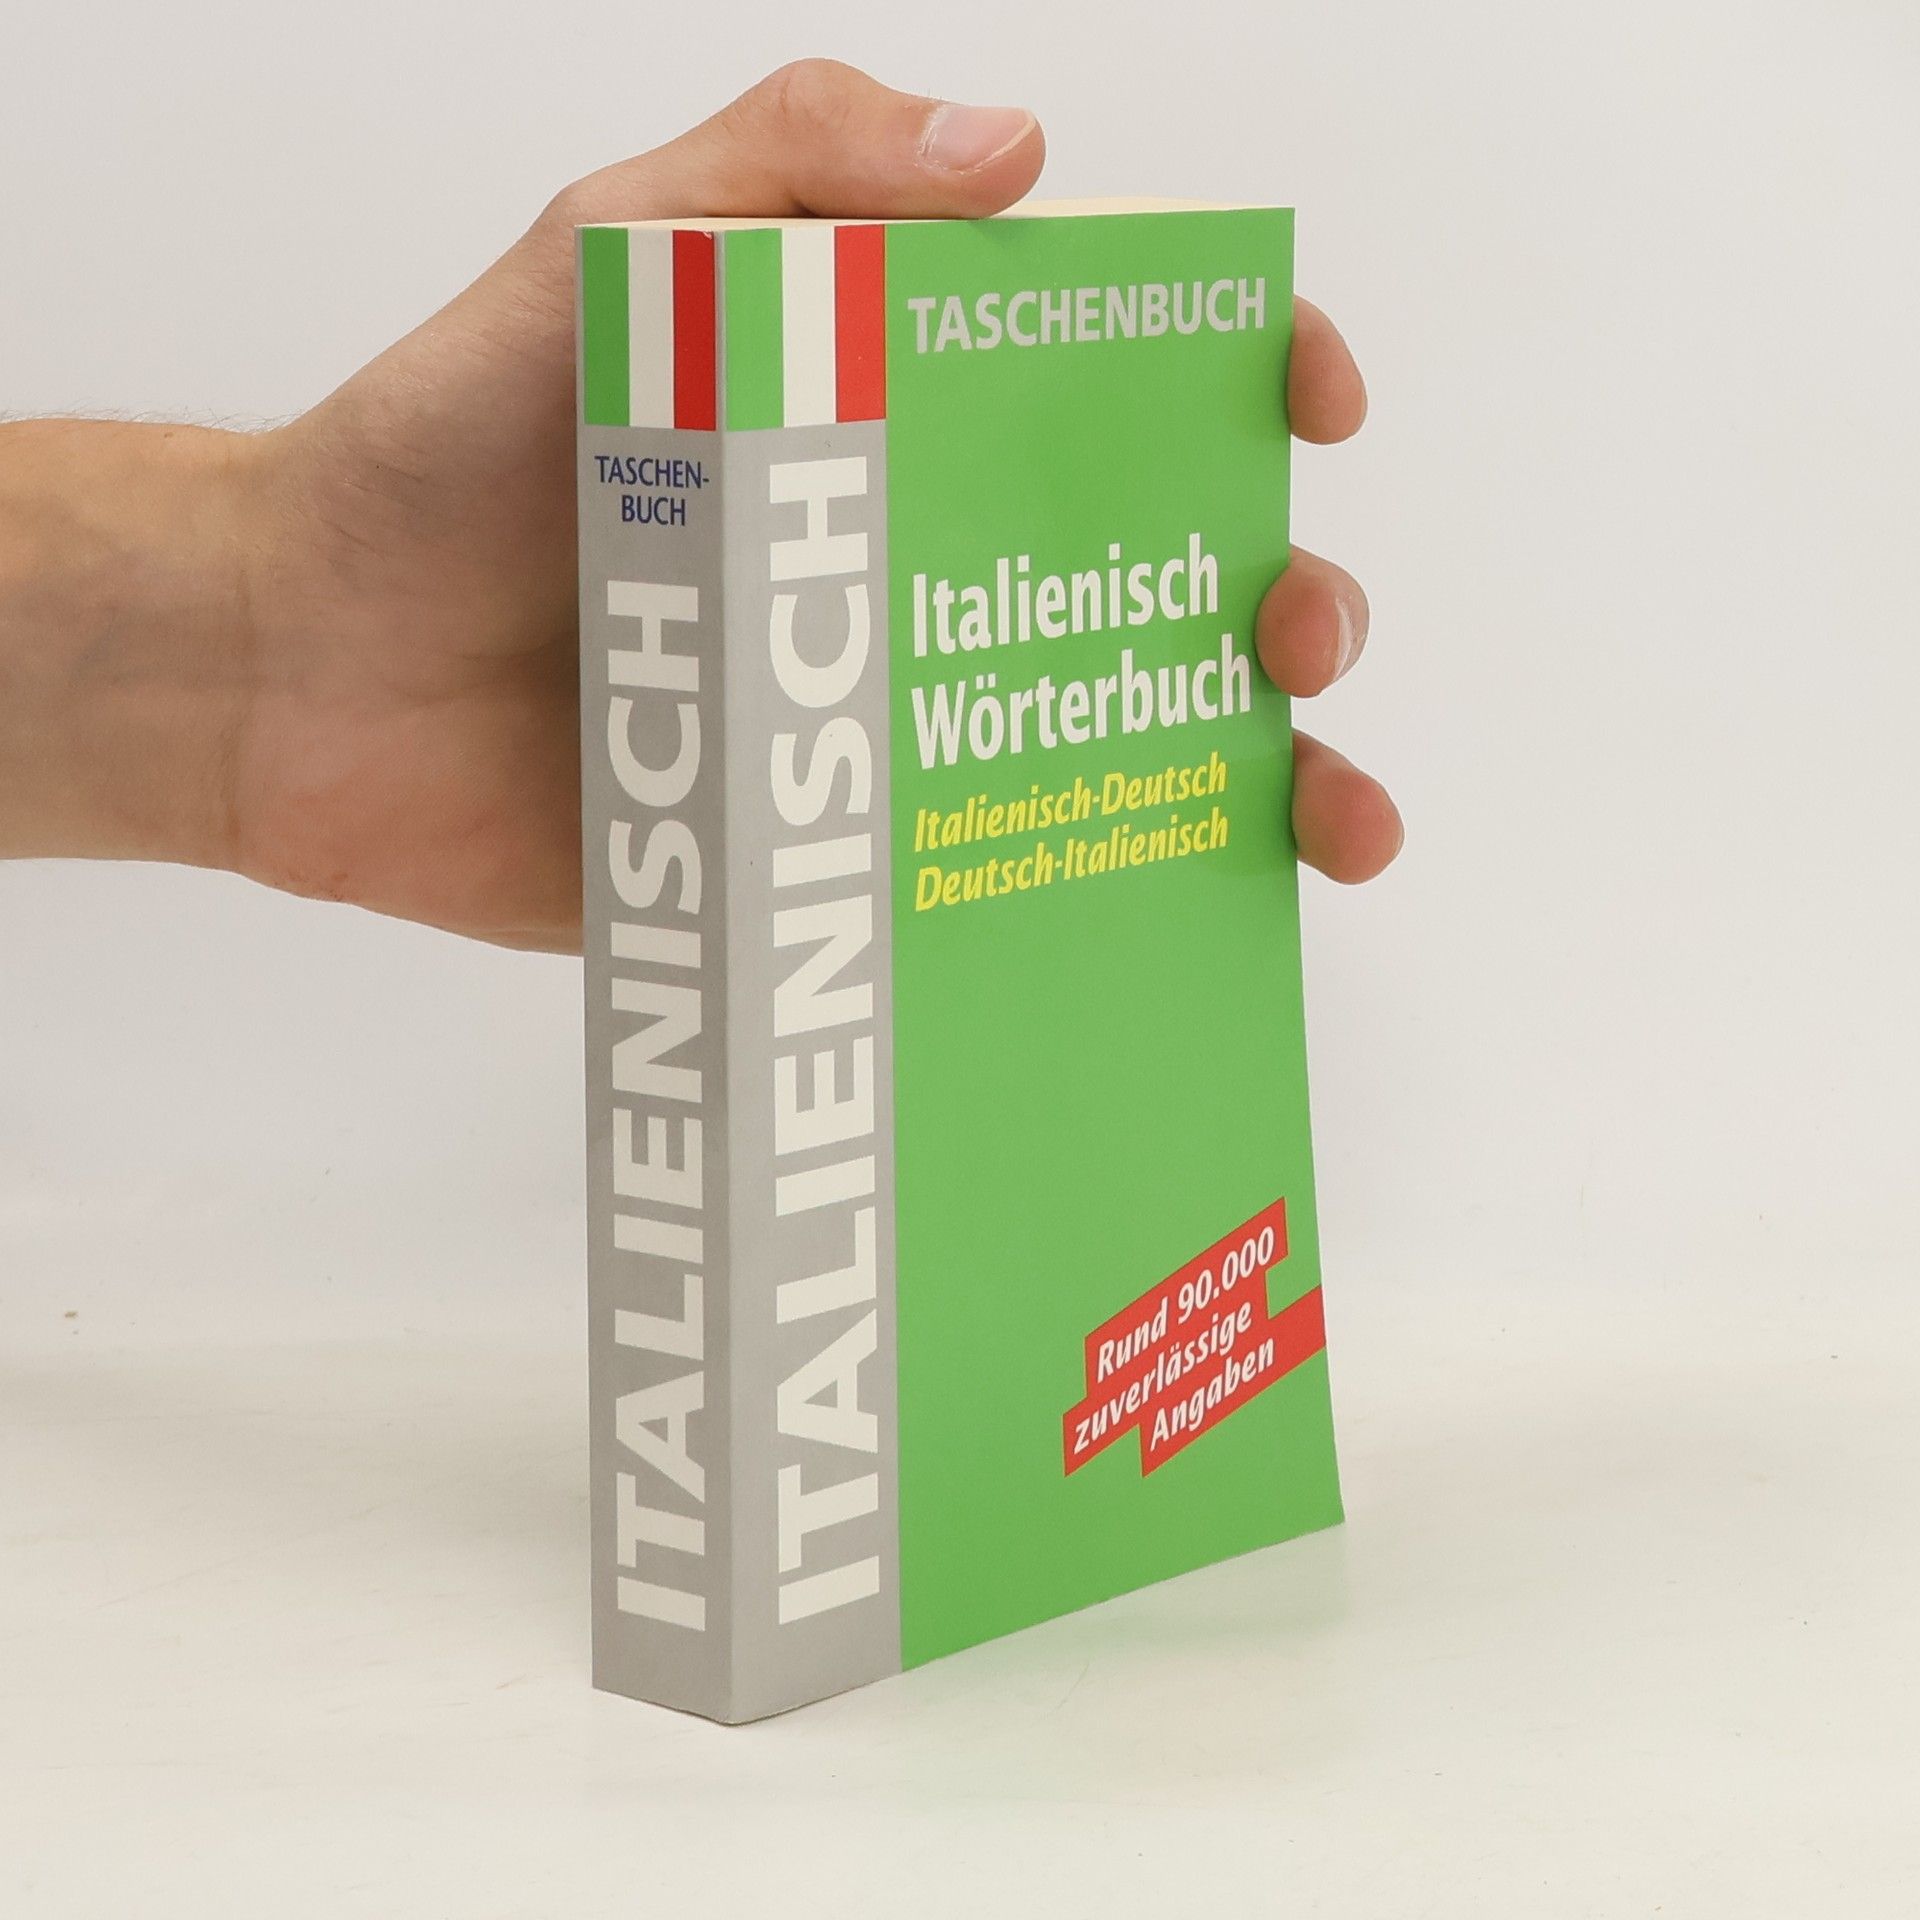 TASCHEN-
BUCH
ITALIENISCH
ITALIENISCH
TASCHENBUCH
Italienisch
Wörterbuch
Italienisch-Deutsch
Deutsch-Italienisch
Rund 90.000
zuverlässige
Angaben